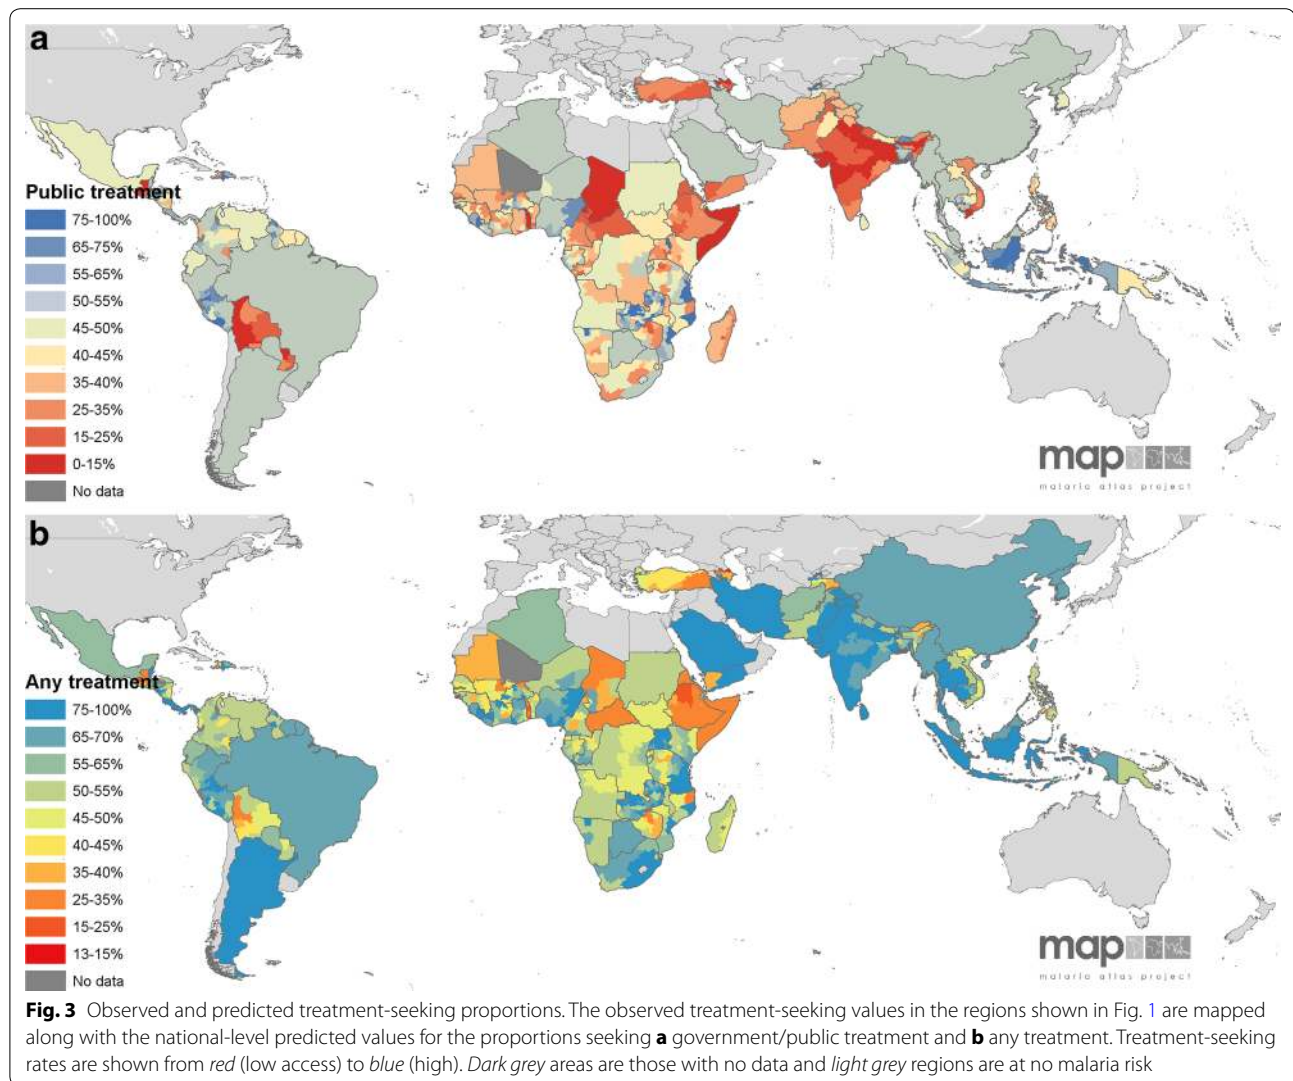 a
Public treatment
75-100%
65-75%
55-65%
50-55%
45-50%
40-45%
35-40%
25-35%
15-25%
0-15%
No data
map
malaria atlas project
b
Any treatment
75-100%
65-70%
55-65%
50-55%
45-50%
40-45%
35-40%
25-35%
15-25%
13-15%
No data
map
malaria atlas project
Fig. 3 Observed and predicted treatment-seeking proportions. The observed treatment-seeking values in the regions shown in Fig. 1 are mapped
along with the national-level predicted values for the proportions seeking a government/public treatment and b any treatment. Treatment-seeking
rates are shown from red (low access) to blue (high). Dark grey areas are those with no data and light grey regions are at no malaria risk